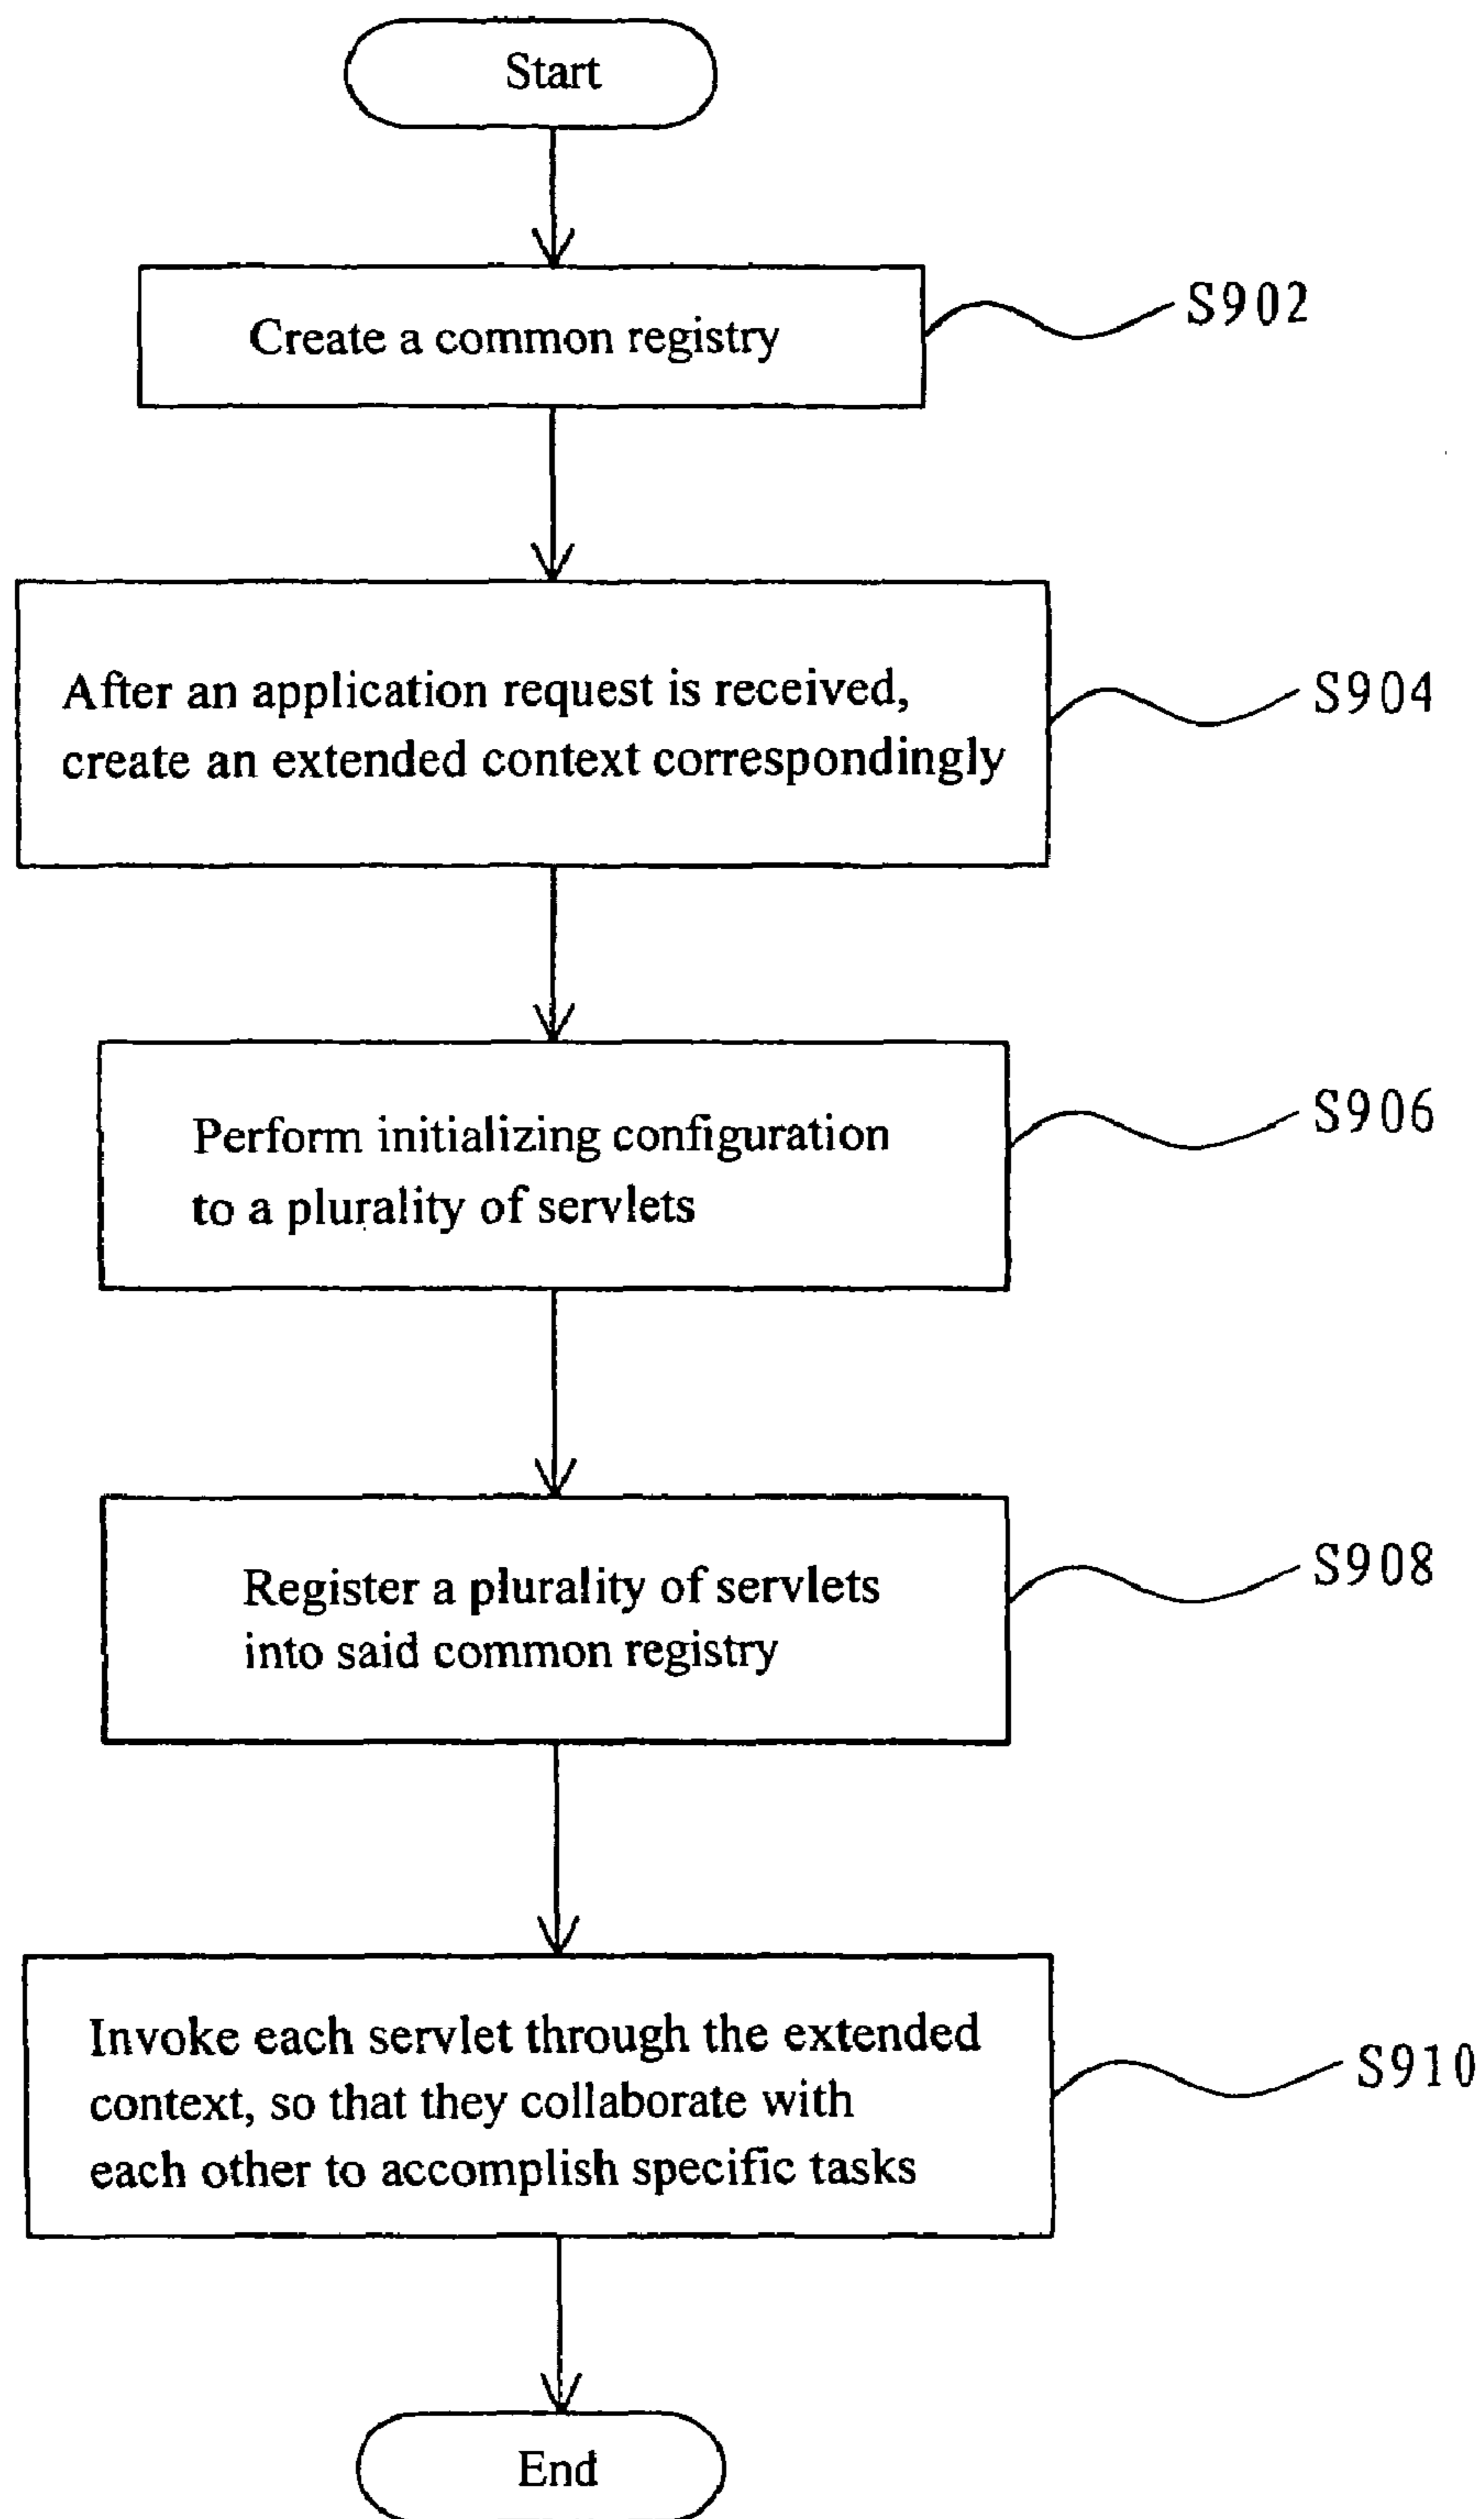 Start
Create a common registry
S902
After an application request is received,
create an extended context correspondingly
S904
Perform initializing configuration
to a plurality of servlets
S906
Register a plurality of servlets
into said common registry
S908
Invoke each servlet through the extended
context, so that they collaborate with
each other to accomplish specific tasks
S910
End